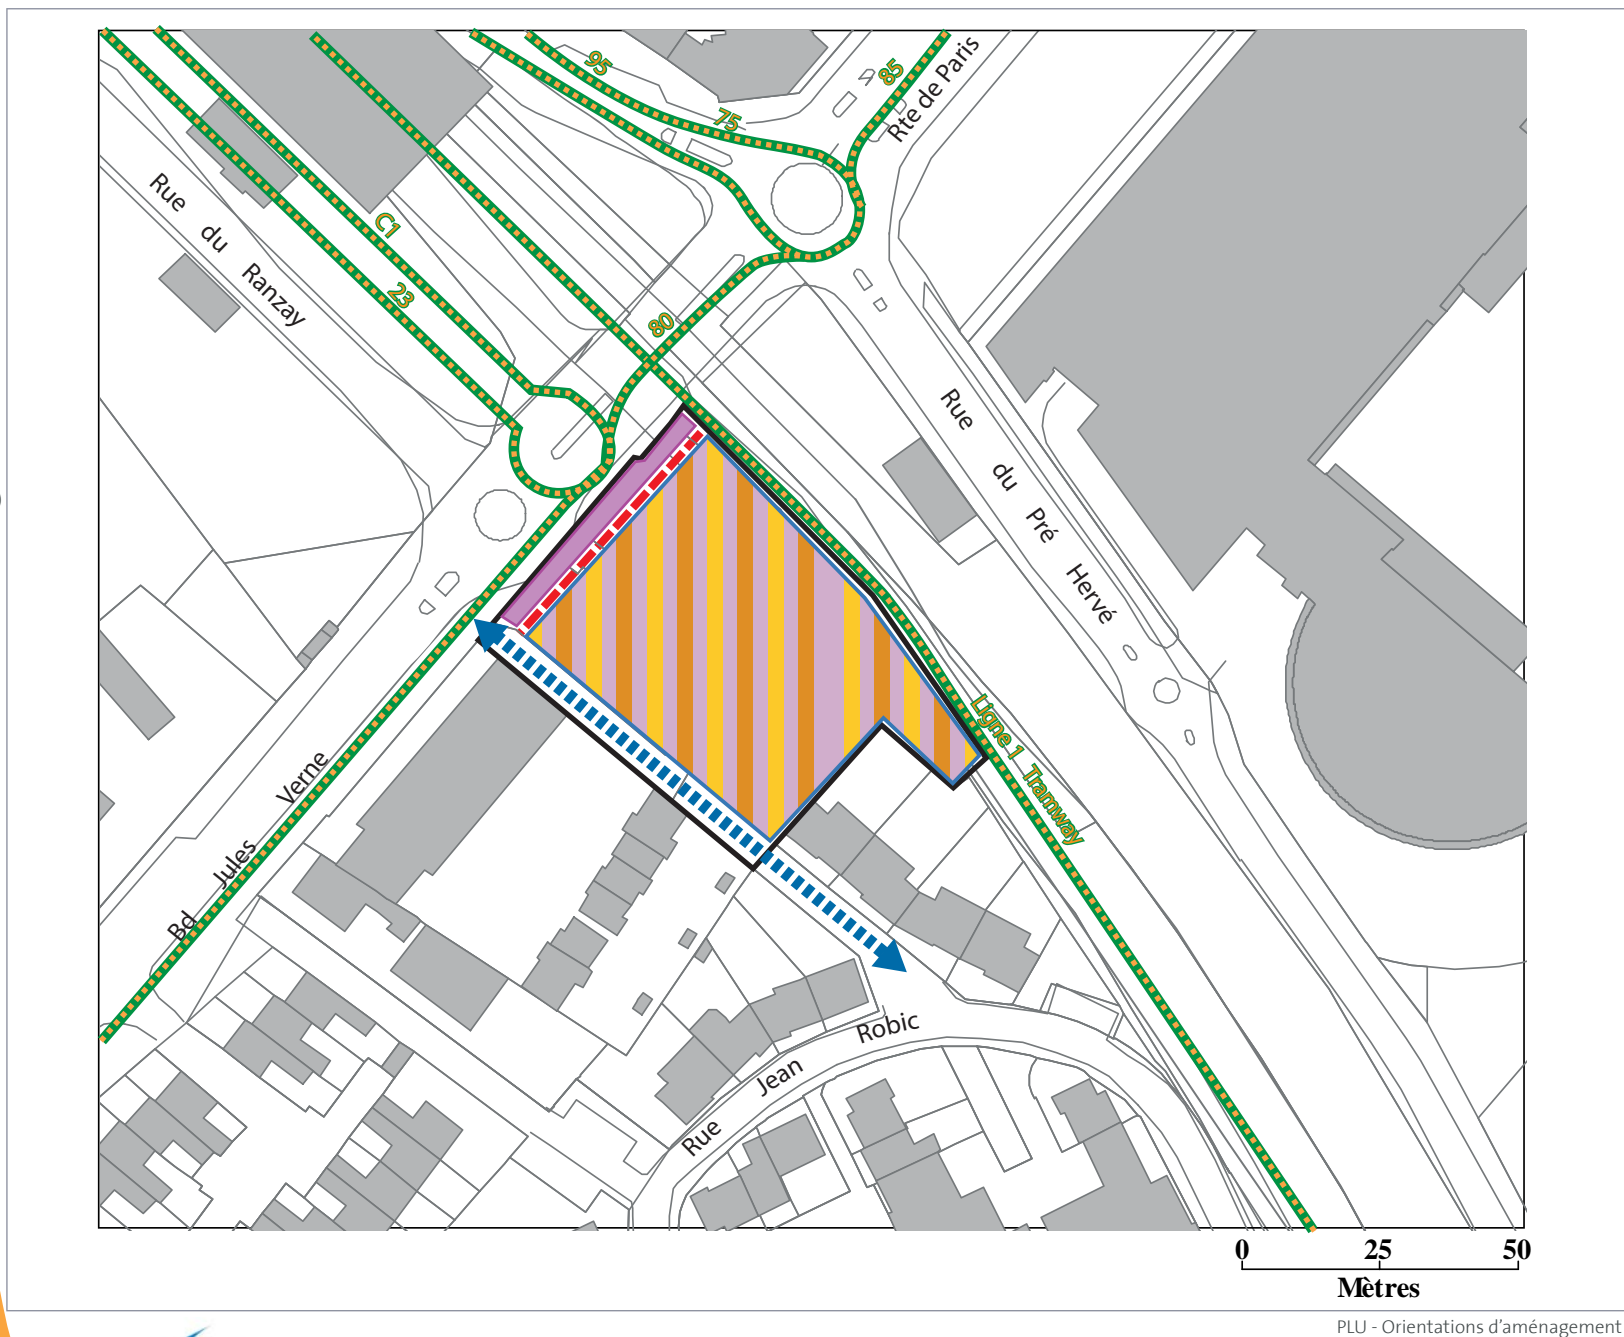 95
75
85
Rte de Paris
Rue du Ranzay
C1
23
80
Rue du Pré Hervé
Ligne 1 Tramway
Bd Jules Verne
Rue Jean Robic
0 25 50
Mètres
PLU - Orientations d'aménagement